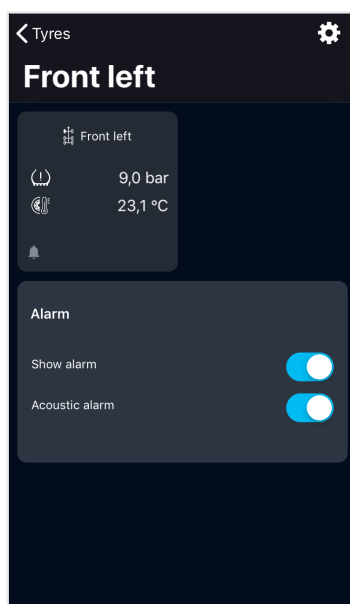 Tyres
Front left
Front left
9,0 bar
23,1 °C
Alarm
Show alarm
Acoustic alarm